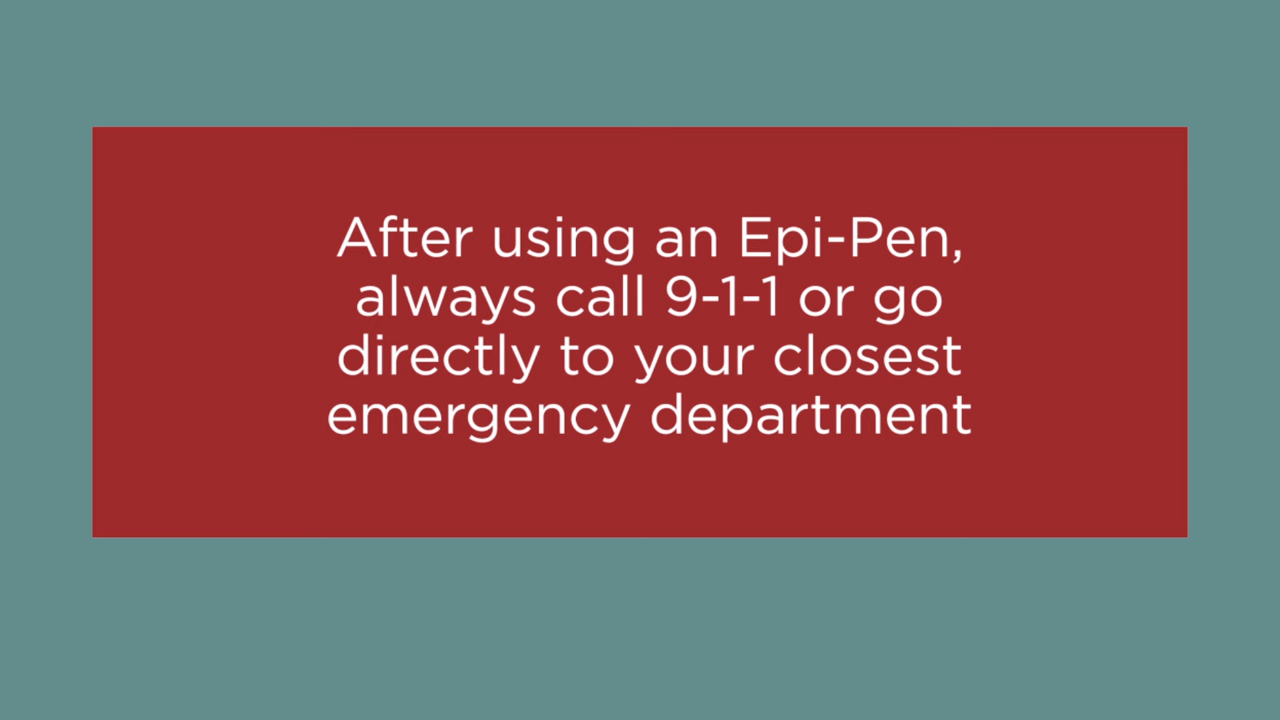 After using an Epi-Pen,
always call 9-1-1 or go
directly to your closest
emergency department